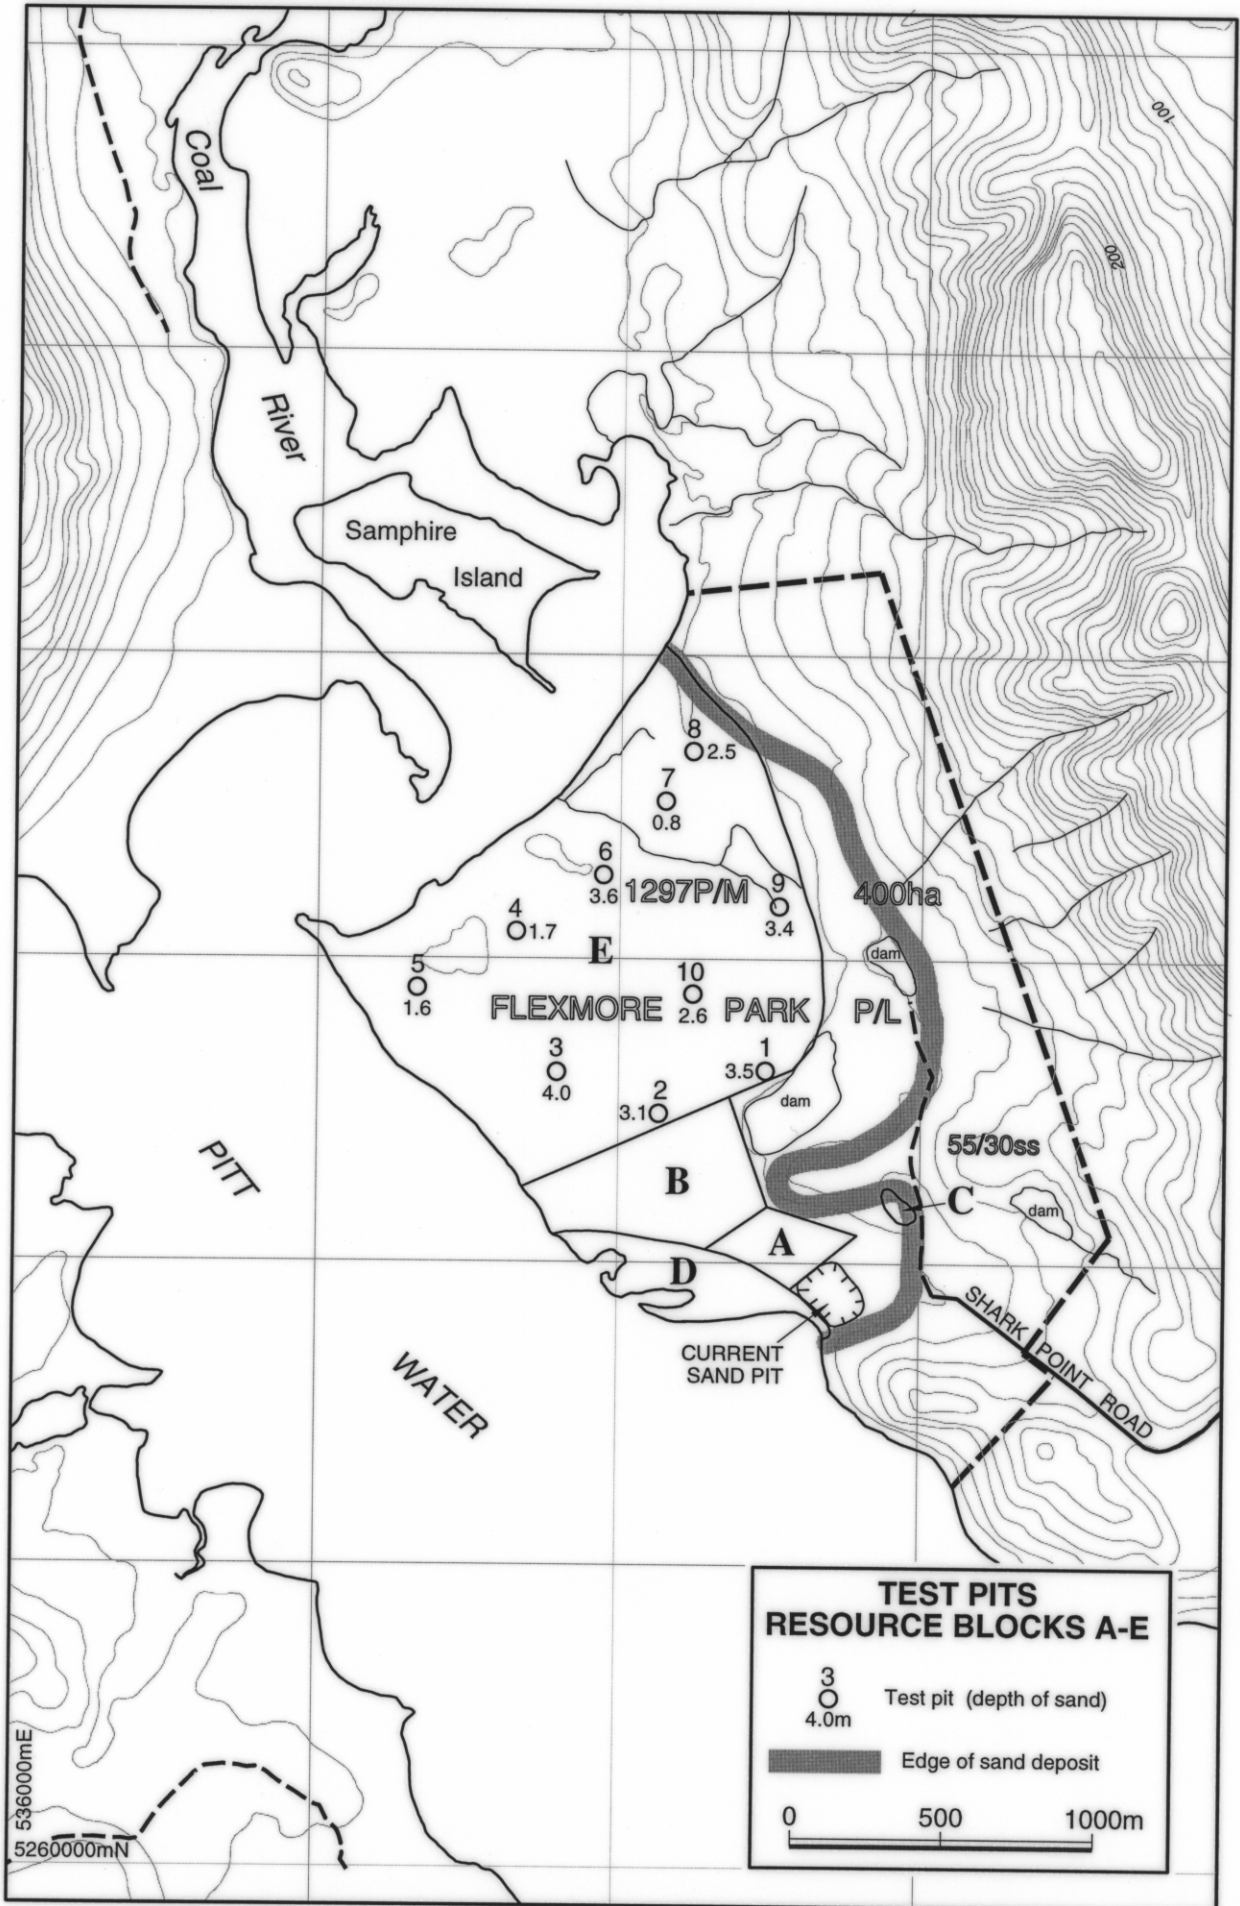 100
Coal
200
River
Samphire
Island
8
2.5
7
0.8
6
3.6
1297P/M
9
3.4
400ha
4
1.7
E
dam
5
1.6
10
2.6
FLEXMORE PARK P/L
3
4.0
1
3.5
2
3.1
dam
55/30ss
PITT
B
C
dam
A
D
SHARK POINT ROAD
CURRENT
SAND PIT
WATER
TEST PITS
RESOURCE BLOCKS A-E
3
4.0m
Test pit (depth of sand)
Edge of sand deposit
0 500 1000m
536000mE
5260000mN